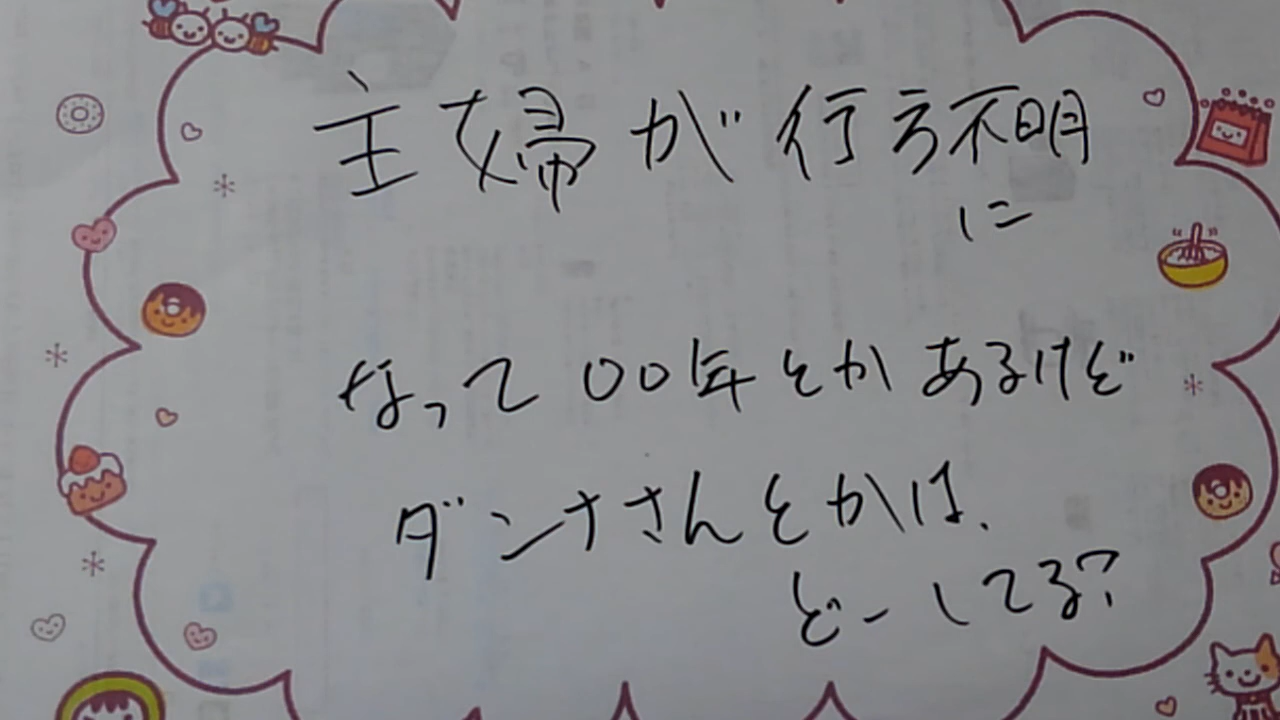 主婦が行方不明
に
なって〇〇年とかあるけど
ダンナさんとかは、
どーしてる?